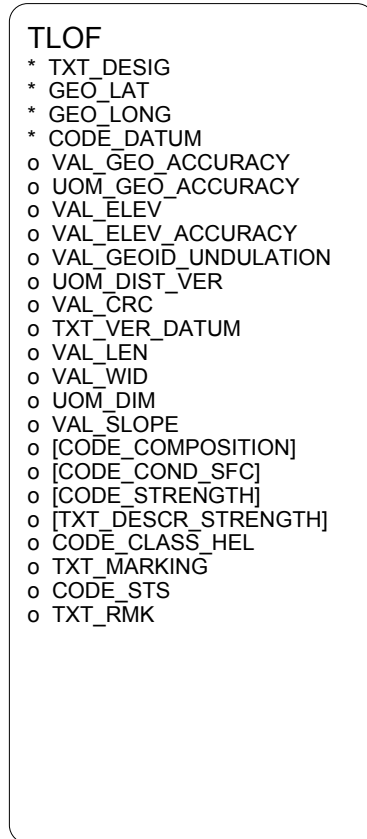 TLOF
* TXT_DESIG
* GEO_LAT
* GEO_LONG
* CODE_DATUM
o VAL_GEO_ACCURACY
o UOM_GEO_ACCURACY
o VAL_ELEV
o VAL_ELEV_ACCURACY
o VAL_GEOID_UNDULATION
o UOM_DIST_VER
o VAL_CRC
o TXT_VER_DATUM
o VAL_LEN
o VAL_WID
o UOM_DIM
o VAL_SLOPE
o [CODE_COMPOSITION]
o [CODE_COND_SFC]
o [CODE_STRENGTH]
o [TXT_DESCR_STRENGTH]
o CODE_CLASS_HEL
o TXT_MARKING
o CODE_STS
o TXT_RMK